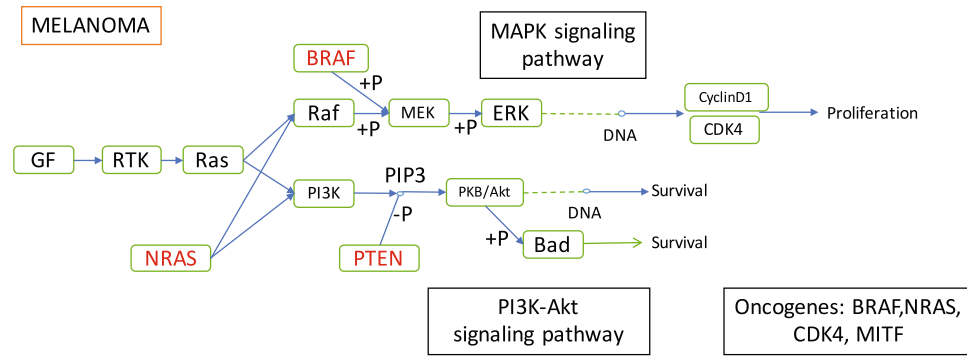 MELANOMA
MAPK signaling
pathway
BRAF
+P
Raf
+P
MEK
+P
ERK
DNA
CyclinD1
CDK4
Proliferation
GF
RTK
Ras
PI3K
PIP3
-P
PKB/Akt
DNA
Survival
+P
Bad
Survival
NRAS
PTEN
PI3K-Akt
signaling pathway
Oncogenes: BRAF,NRAS,
CDK4, MITF